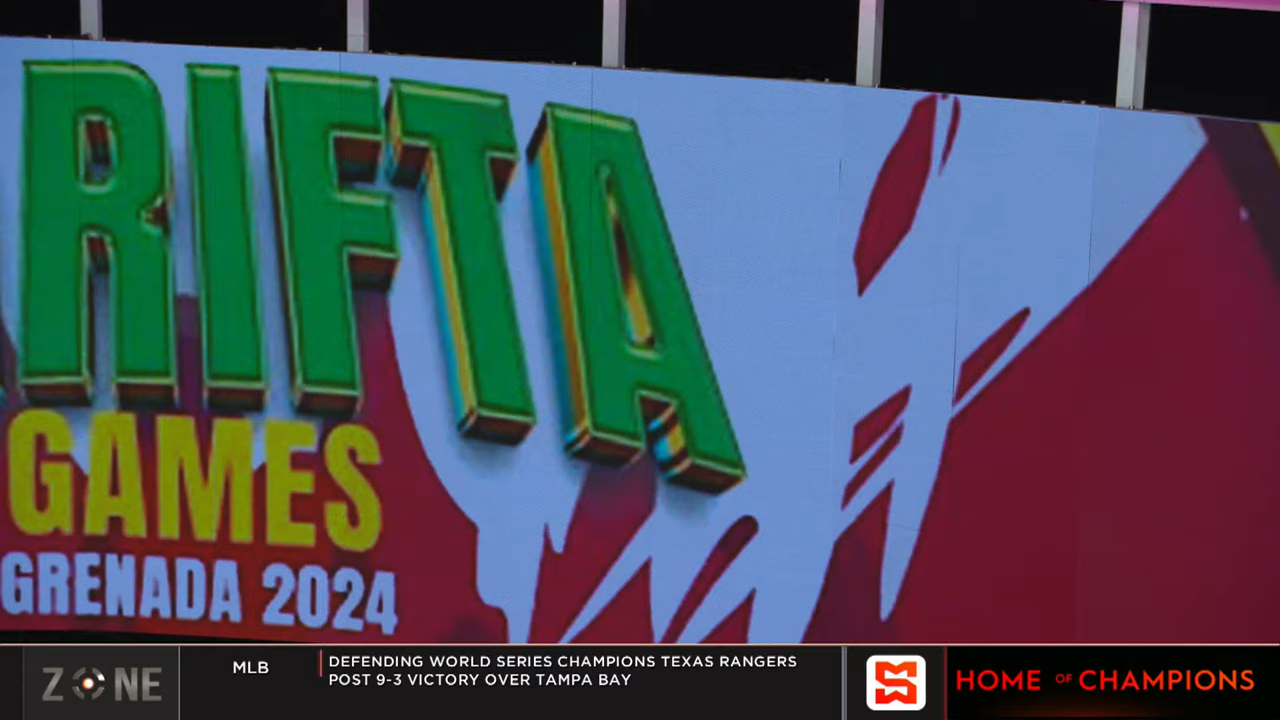 RIFTA
GAMES
GRENADA 2024
ZONE
MLB
DEFENDING WORLD SERIES CHAMPIONS TEXAS RANGERS
POST 9-3 VICTORY OVER TAMPA BAY
HOME OF CHAMPIONS